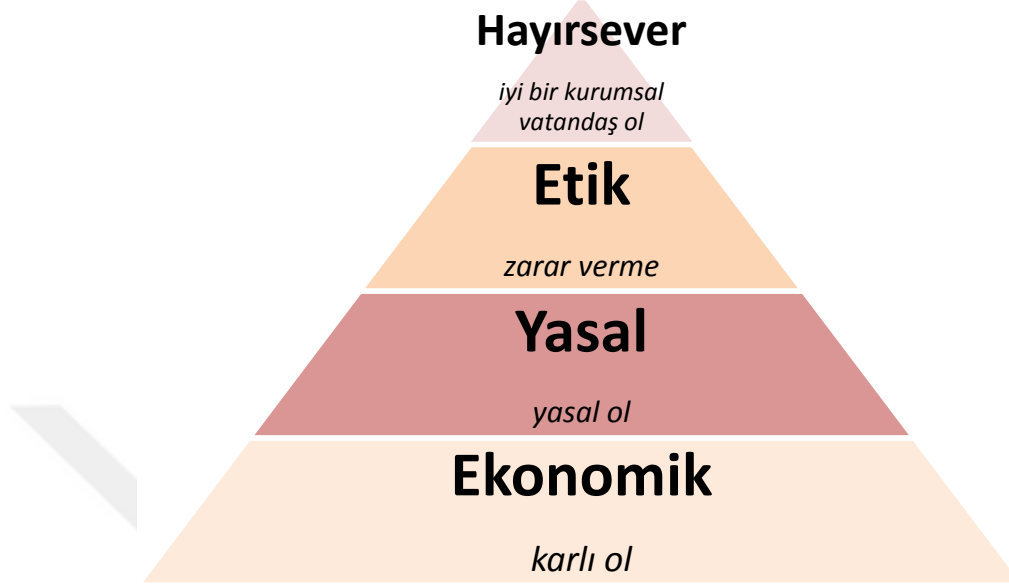 Hayırsever
iyi bir kurumsal
vatandaş ol
Etik
zarar verme
Yasal
yasal ol
Ekonomik
karlı ol